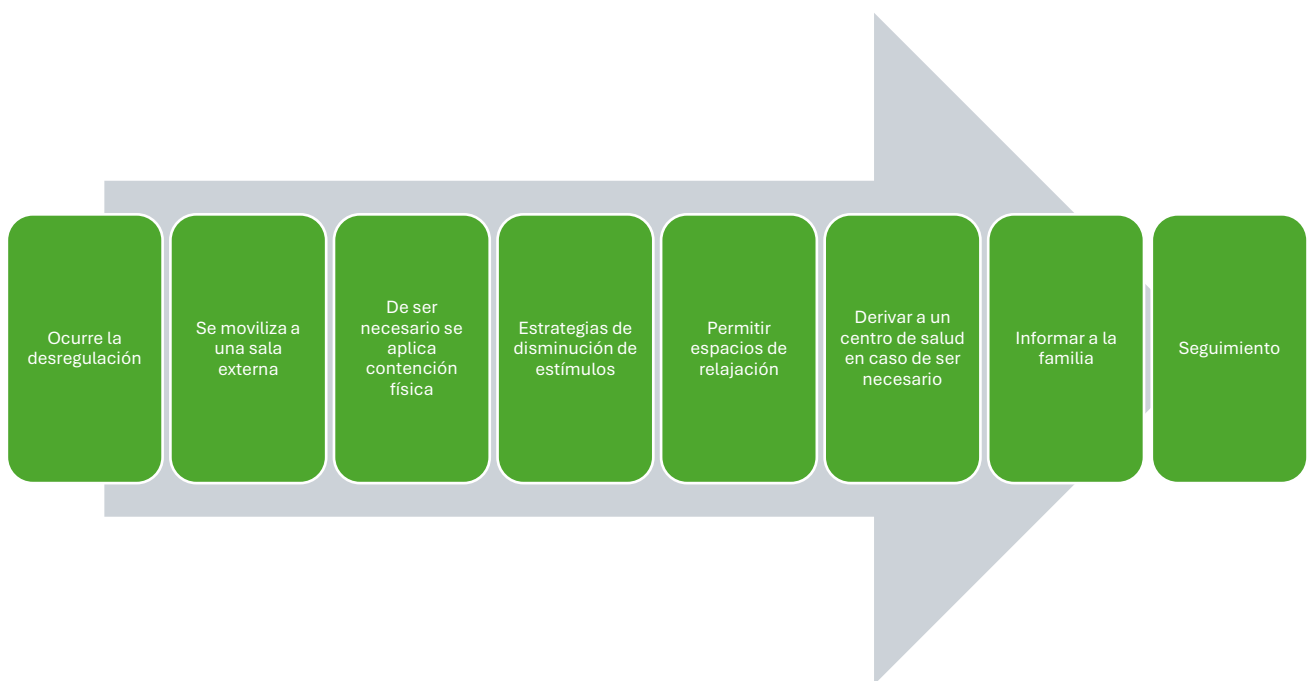 Ocurre la
desregulación
Se moviliza a
una sala
externa
De ser
necesario se
aplica
contención
física
Estrategias de
disminución de
estímulos
Permitir
espacios de
relajación
Derivar a un
centro de salud
en caso de ser
necesario
Informar a la
familia
Seguimiento